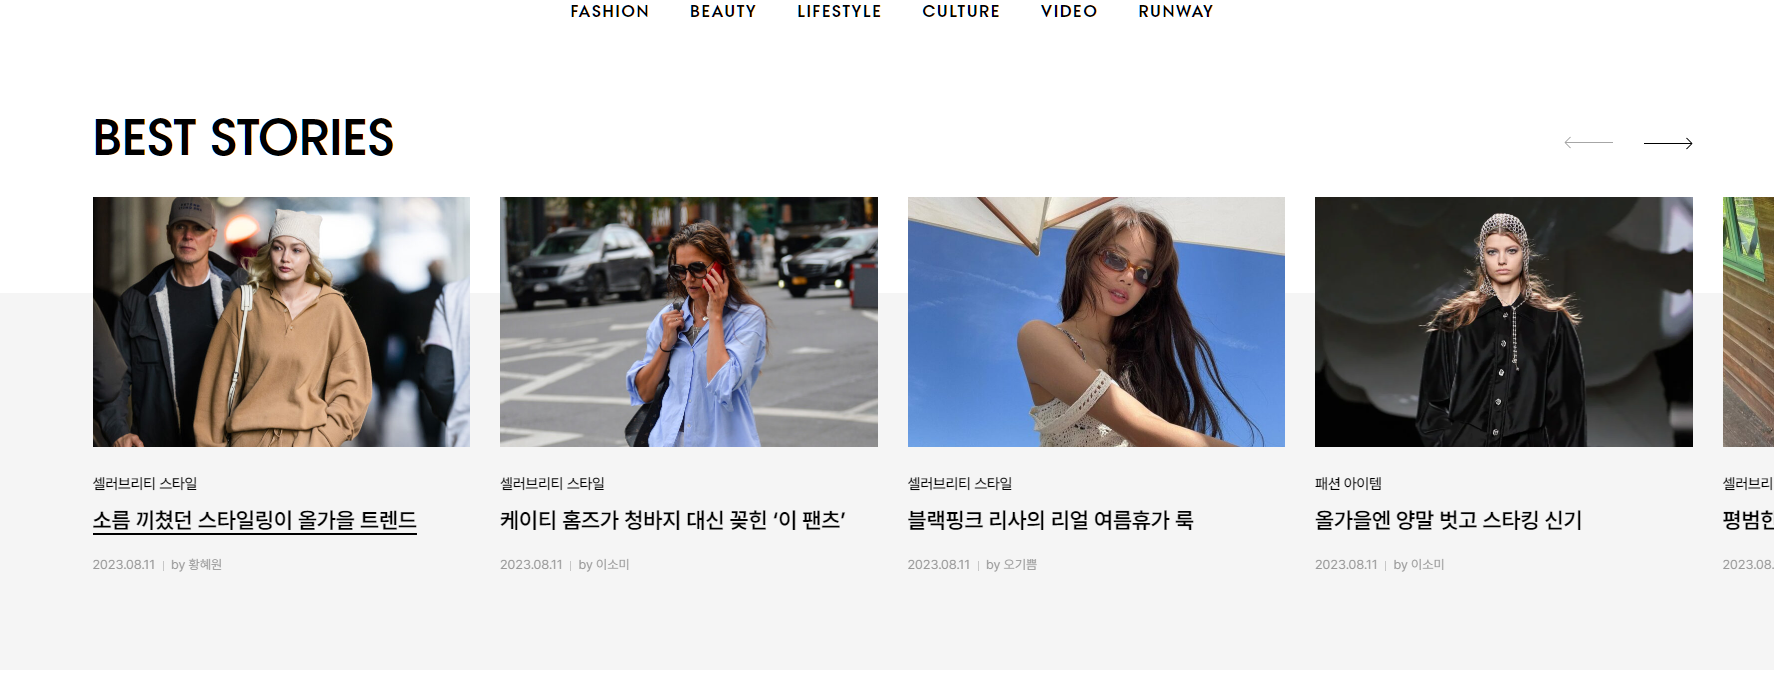 FASHION BEAUTY LIFESTYLE CULTURE VIDEO RUNWAY
BEST STORIES
셀러브리티 스타일
소름 끼쳤던 스타일링이 올가을 트렌드
2023.08.11 by 황혜원
셀러브리티 스타일
케이티 홈즈가 청바지 대신 꽂힌 ‘이 팬츠’
2023.08.11 by 이소미
셀러브리티 스타일
블랙핑크 리사의 리얼 여름휴가 룩
2023.08.11 by 오기쁨
패션 아이템
올가을엔 양말 벗고 스타킹 신기
2023.08.11 by 이소미
셀러브리
평범한
2023.08.